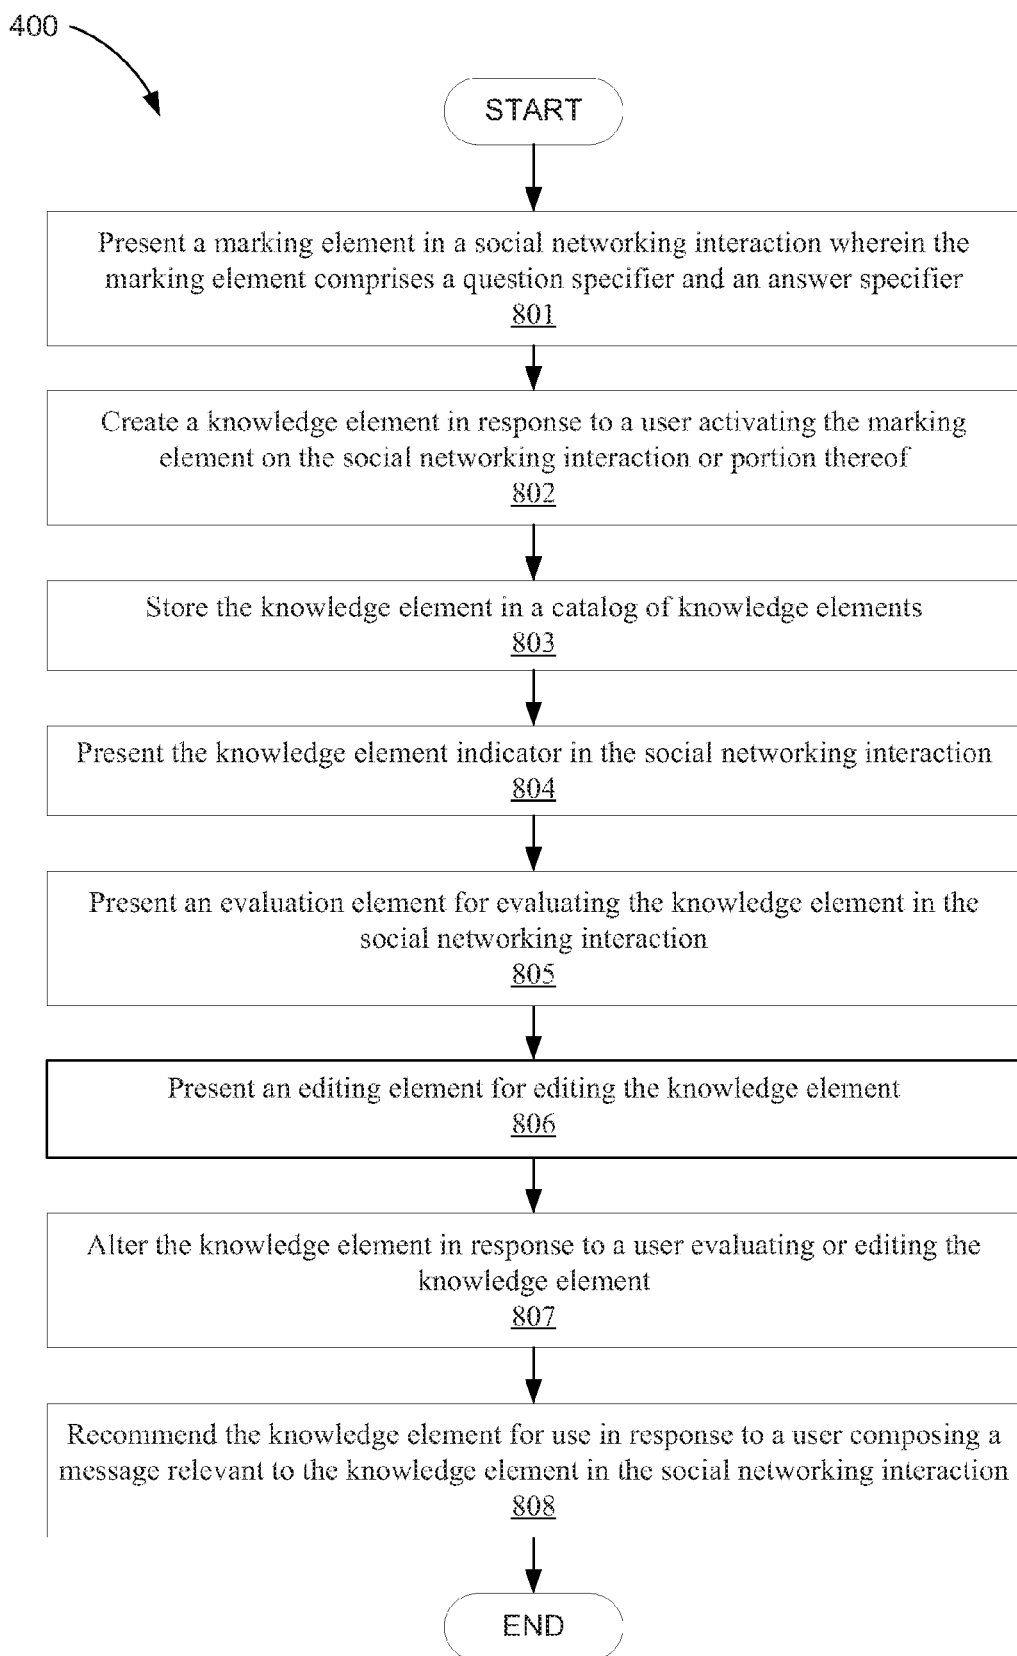 400
START
Present a marking element in a social networking interaction wherein the
marking element comprises a question specifier and an answer specifier
801
Create a knowledge element in response to a user activating the marking
element on the social networking interaction or portion thereof
802
Store the knowledge element in a catalog of knowledge elements
803
Present the knowledge element indicator in the social networking interaction
804
Present an evaluation element for evaluating the knowledge element in the
social networking interaction
805
Present an editing element for editing the knowledge element
806
Alter the knowledge element in response to a user evaluating or editing the
knowledge element
807
Recommend the knowledge element for use in response to a user composing a
message relevant to the knowledge element in the social networking interaction
808
END